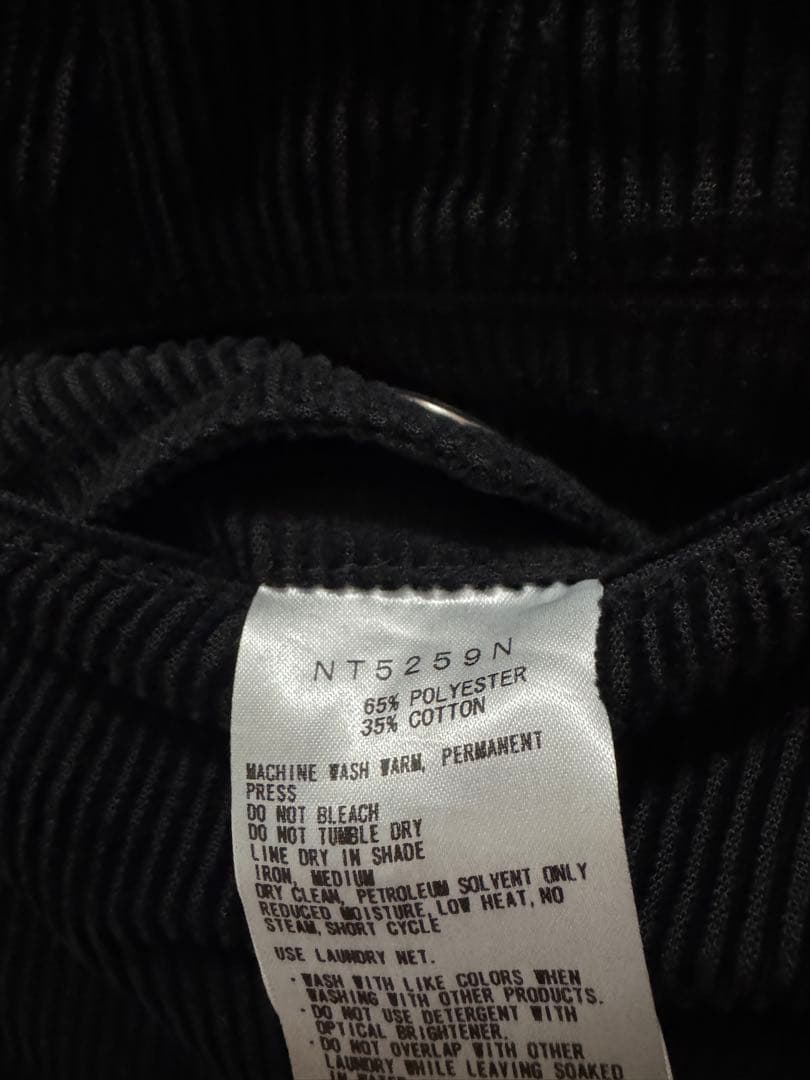 NT5259N
65% POLYESTER
35% COTTON
MACHINE WASH WARM, PERMANENT
PRESS
DO NOT BLEACH
DO NOT TUMBLE DRY
LINE DRY IN SHADE
IRON, MEDIUM
DRY CLEAN, PETROLEUM SOLVENT ONLY
REDUCED MOISTURE, LOW HEAT, NO
STEAM, SHORT CYCLE
USE LAUNDRY NET.
・WASH WITH LIKE COLORS WHEN
WASHING WITH OTHER PRODUCTS.
・DO NOT USE DETERGENT WITH
OPTICAL BRIGHTENER.
・DO NOT OVERLAP WITH OTHER
LAUNDRY WHILE LEAVING SOAKED
IN WATER